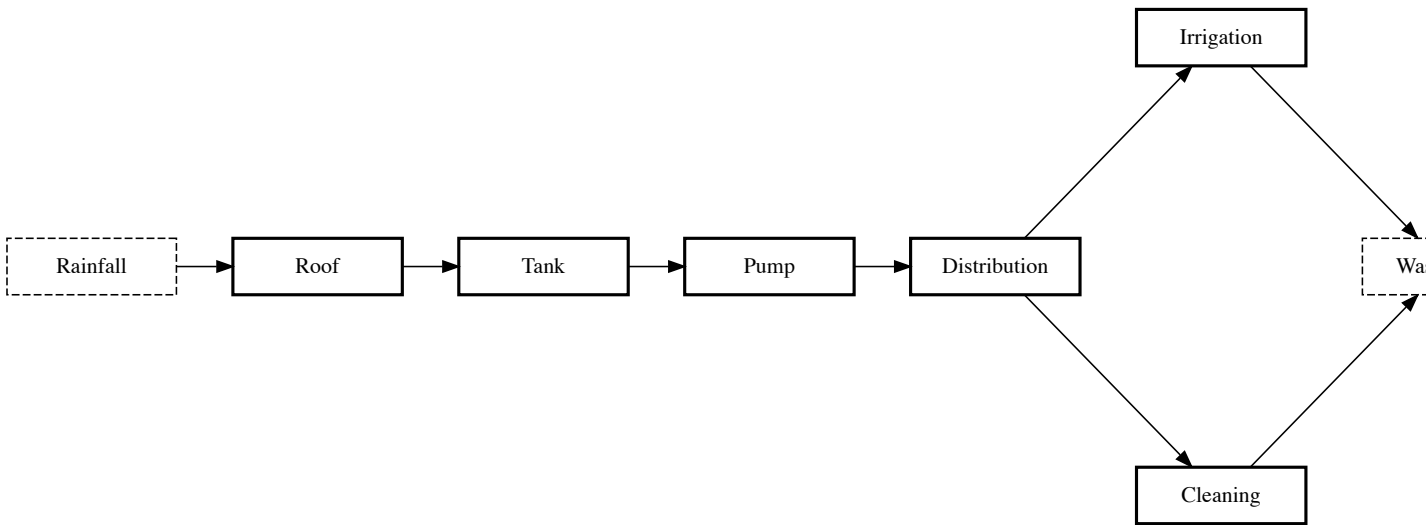 Irrigation
Rainfall
Roof
Tank
Pump
Distribution
Cleaning